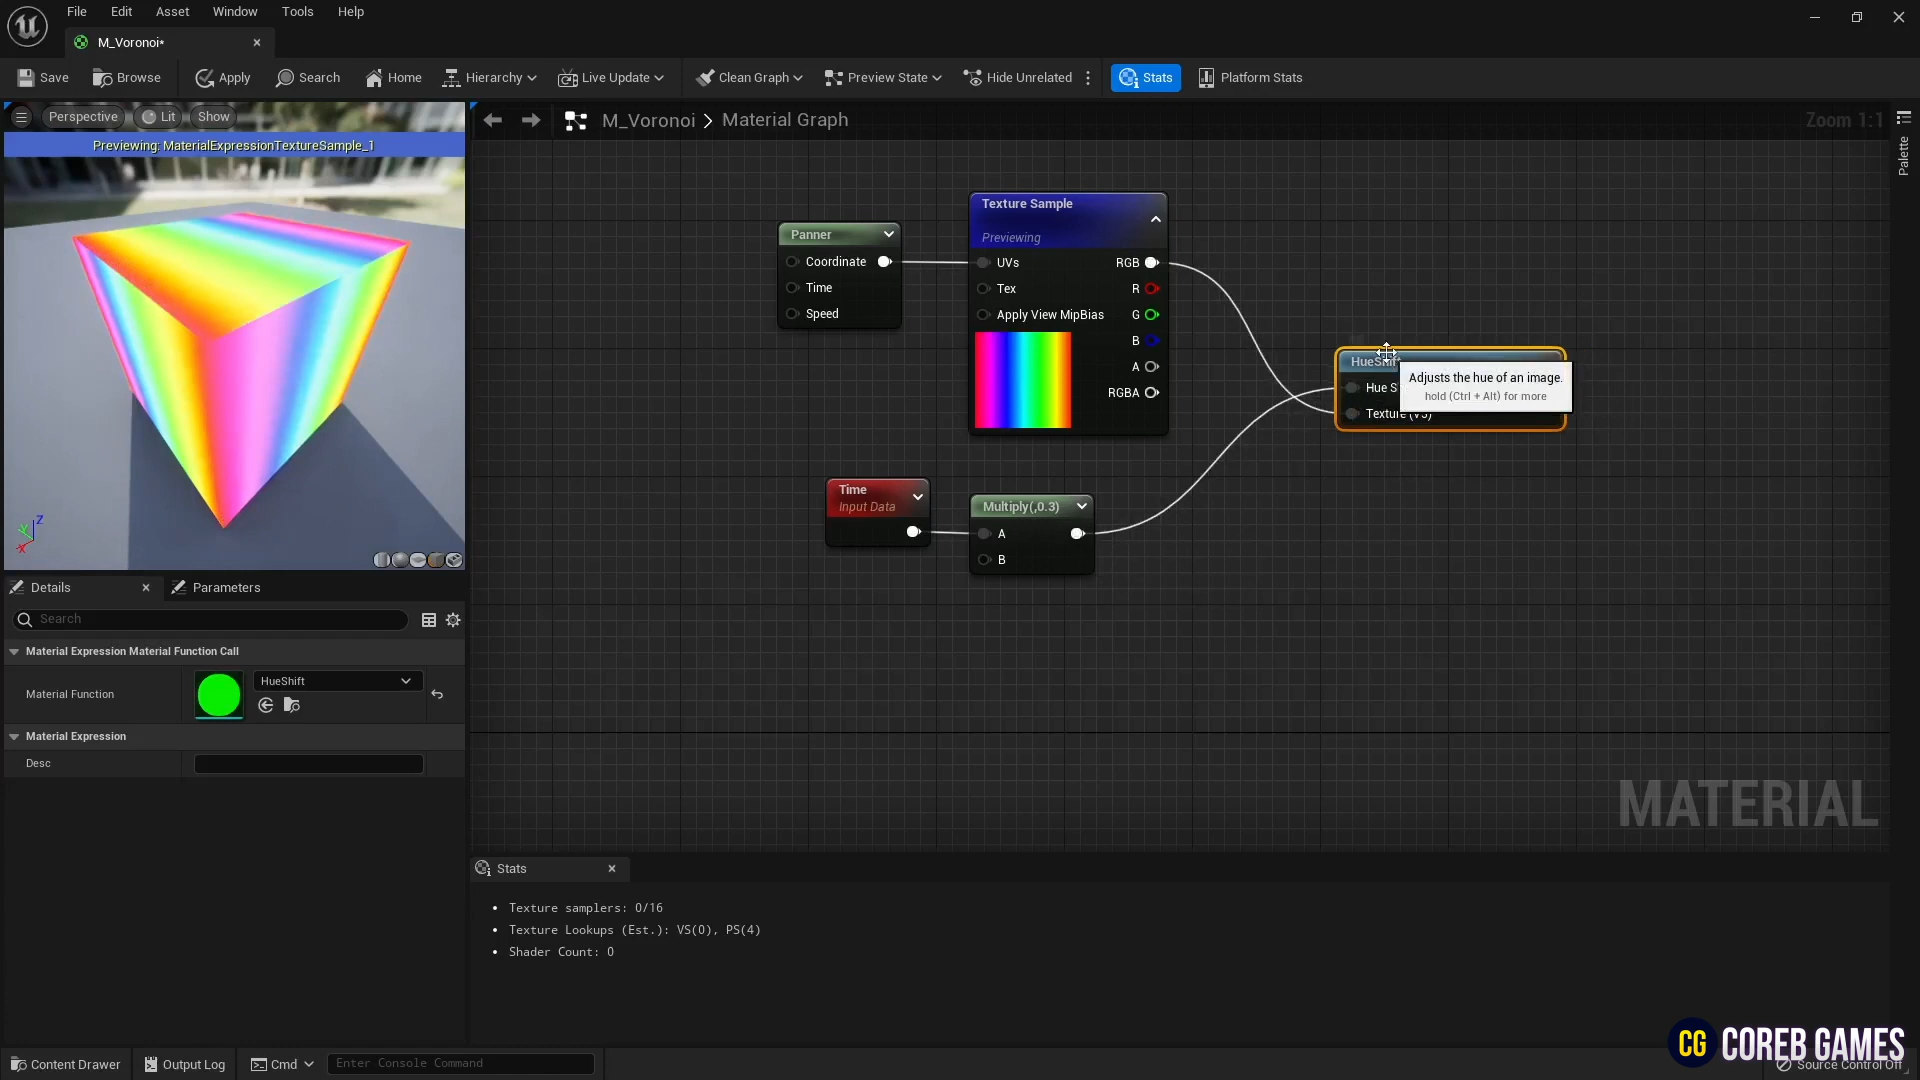 File Edit Asset Window Tools Help
M_Voronoi*
Save Browse Apply Search Home Hierarchy Live Update Clean Graph Preview State Hide Unrelated Stats Platform Stats
Perspective Lit Show
Previewing: MaterialExpressionTextureSample_1
M_Voronoi > Material Graph
Zoom 1:1
Palette
Panner
Coordinate
Time
Speed
Texture Sample
Previewing
UVs RGB
Tex R
Apply View MipBias G
B
A
RGBA
HueShift
Hue S
Texture (V3)
Adjusts the hue of an image.
hold (Ctrl + Alt) for more
Time
Input Data
Multiply(,0.3)
A
B
Z
Y
X
MATERIAL
Details Parameters
Search
Material Expression Material Function Call
Material Function HueShift
Material Expression
Desc
Stats
Texture samplers: 0/16
Texture Lookups (Est.): VS(0), PS(4)
Shader Count: 0
Content Drawer Output Log Cmd Enter Console Command
CG COREB GAMES
Source Control Off